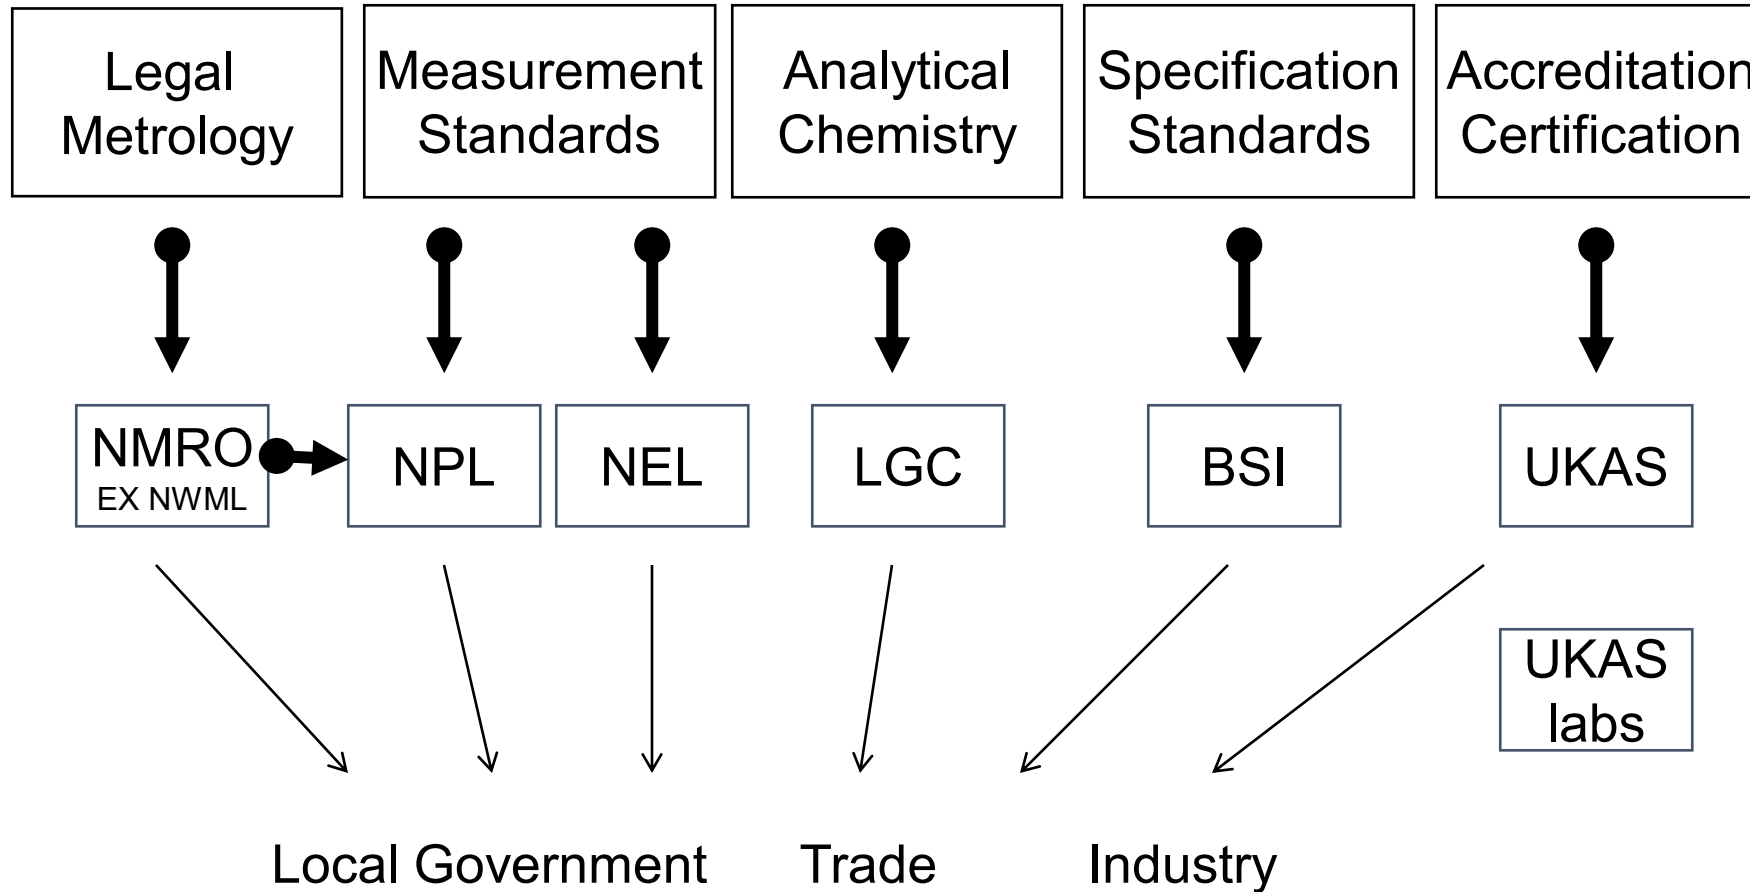 Legal
Metrology
Measurement
Standards
Analytical
Chemistry
Specification
Standards
Accreditation
Certification
NMRO
EX NWML
NPL
NEL
LGC
BSI
UKAS
UKAS
labs
Local Government
Trade
Industry